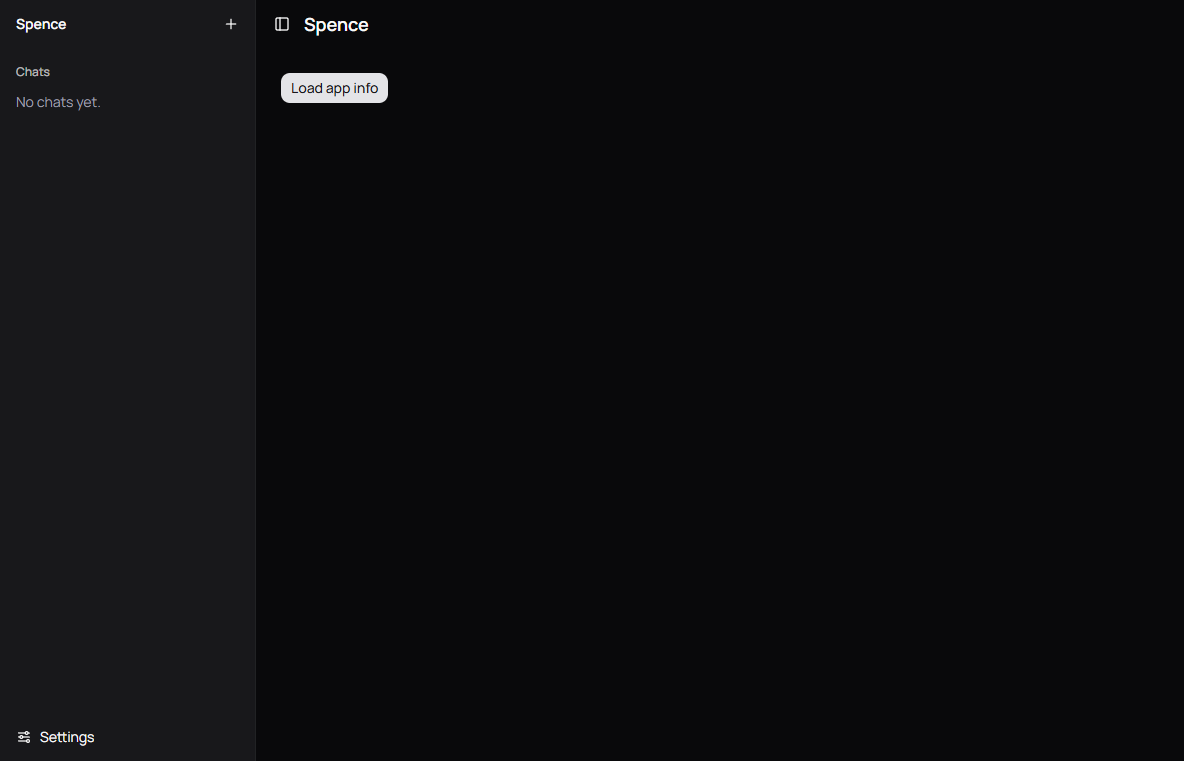 Spence
Chats
No chats yet.
Settings
Spence
Load app info